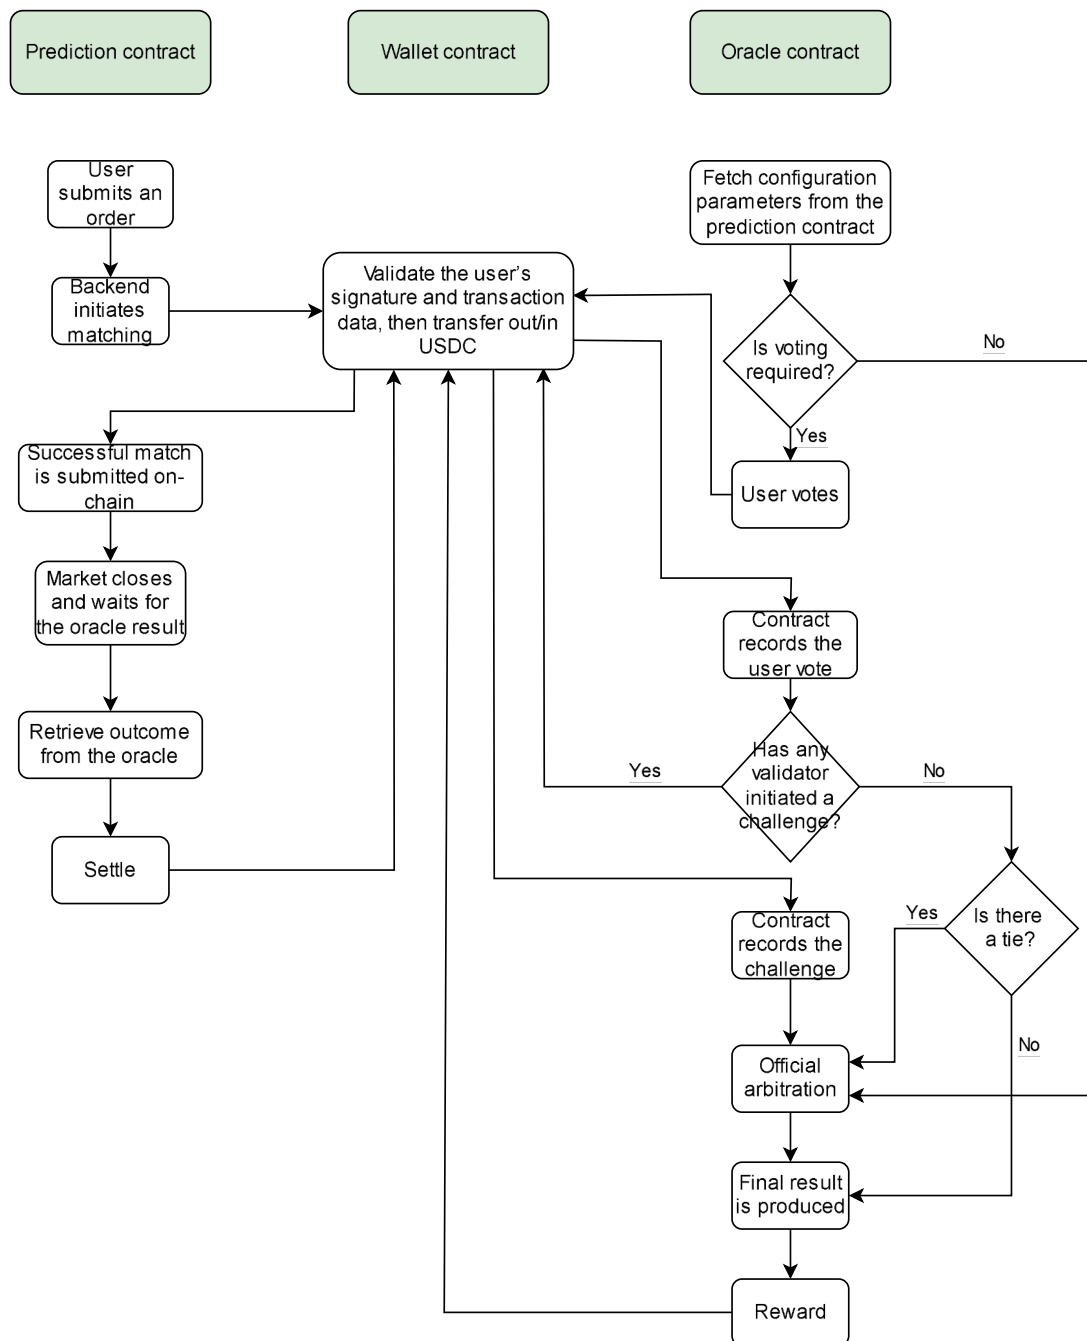 Prediction contract
Wallet contract
Oracle contract
User
submits an
order
Backend
initiates
matching
Successful match
is submitted on-
chain
Market closes
and waits for
the oracle result
Retrieve outcome
from the oracle
Settle
Validate the user’s
signature and transaction
data, then transfer out/in
USDC
Fetch configuration
parameters from the
prediction contract
Is voting
required?
No
Yes
User votes
Contract
records the
user vote
Has any
validator
initiated a
challenge?
Yes
No
Is there
a tie?
Yes
No
Contract
records the
challenge
Official
arbitration
Final result
is produced
Reward